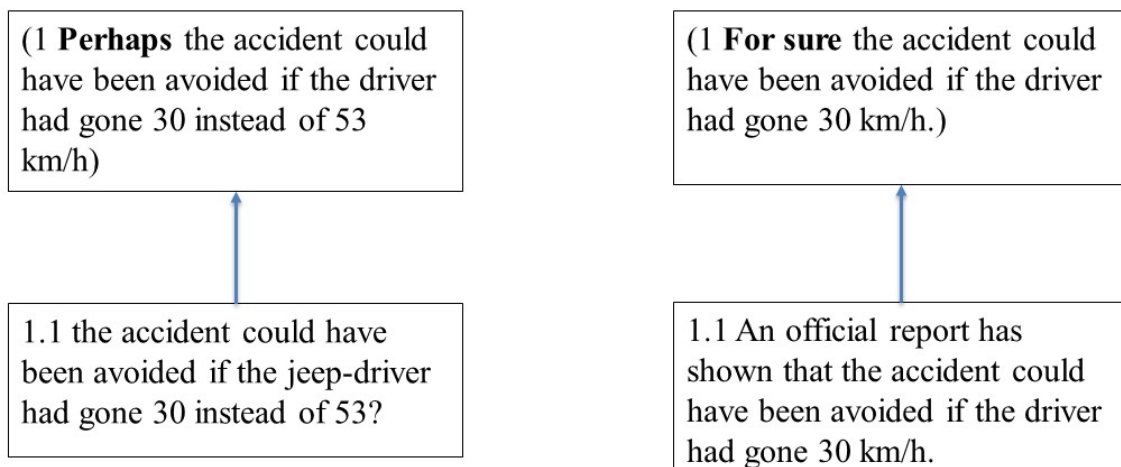 (1 Perhaps the accident could
have been avoided if the driver
had gone 30 instead of 53
km/h)
(1 For sure the accident could
have been avoided if the driver
had gone 30 km/h.)
1.1 the accident could have
been avoided if the jeep-driver
had gone 30 instead of 53?
1.1 An official report has
shown that the accident could
have been avoided if the driver
had gone 30 km/h.